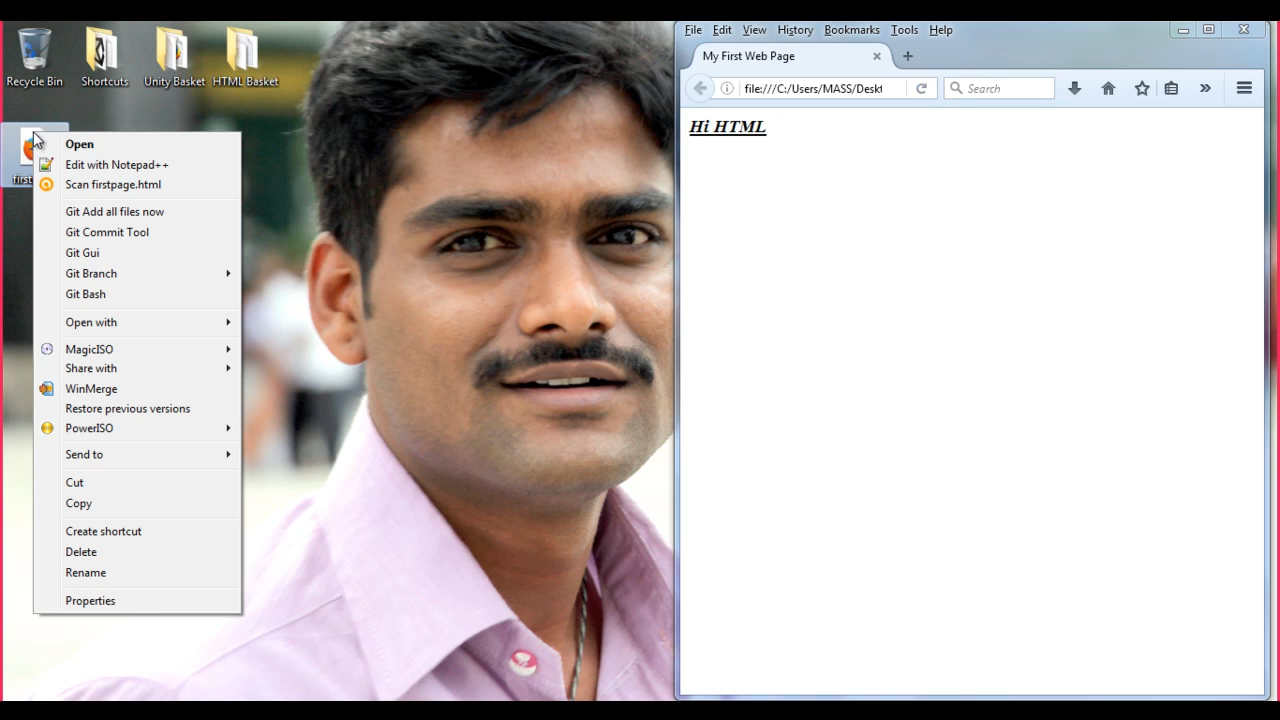 Recycle Bin
Shortcuts
Unity Basket
HTML Basket
first
Open
Edit with Notepad++
Scan firstpage.html
Git Add all files now
Git Commit Tool
Git Gui
Git Branch
Git Bash
Open with
MagicISO
Share with
WinMerge
Restore previous versions
PowerISO
Send to
Cut
Copy
Create shortcut
Delete
Rename
Properties
File Edit View History Bookmarks Tools Help
My First Web Page
file:///C:/Users/MASS/Deskt
Search
Hi HTML